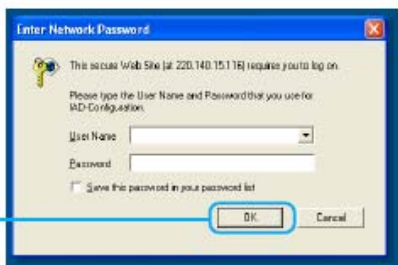 Enter Network Password
This secure Web Site (at 220.140.15.116) requires you to log on.
Please type the User Name and Password that you use for
IAD-Configuration.
User Name
Password
Save this password in your password list
OK
Cancel